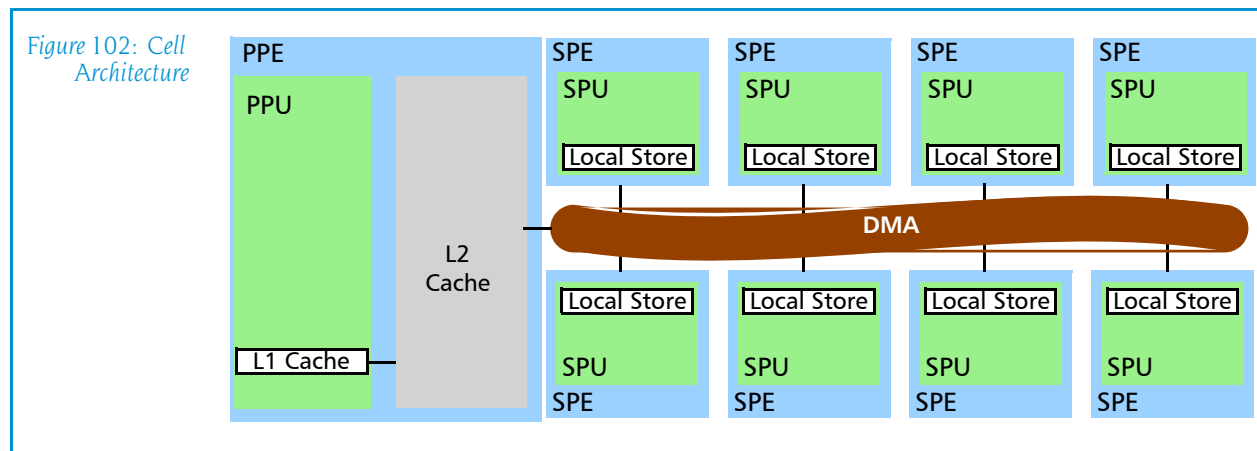 Figure 102: Cell
Architecture
PPE
PPU
L1 Cache
L2
Cache
SPE
SPU
Local Store
SPE
SPU
Local Store
SPE
SPU
Local Store
SPE
SPU
Local Store
DMA
Local Store
SPU
SPE
Local Store
SPU
SPE
Local Store
SPU
SPE
Local Store
SPU
SPE